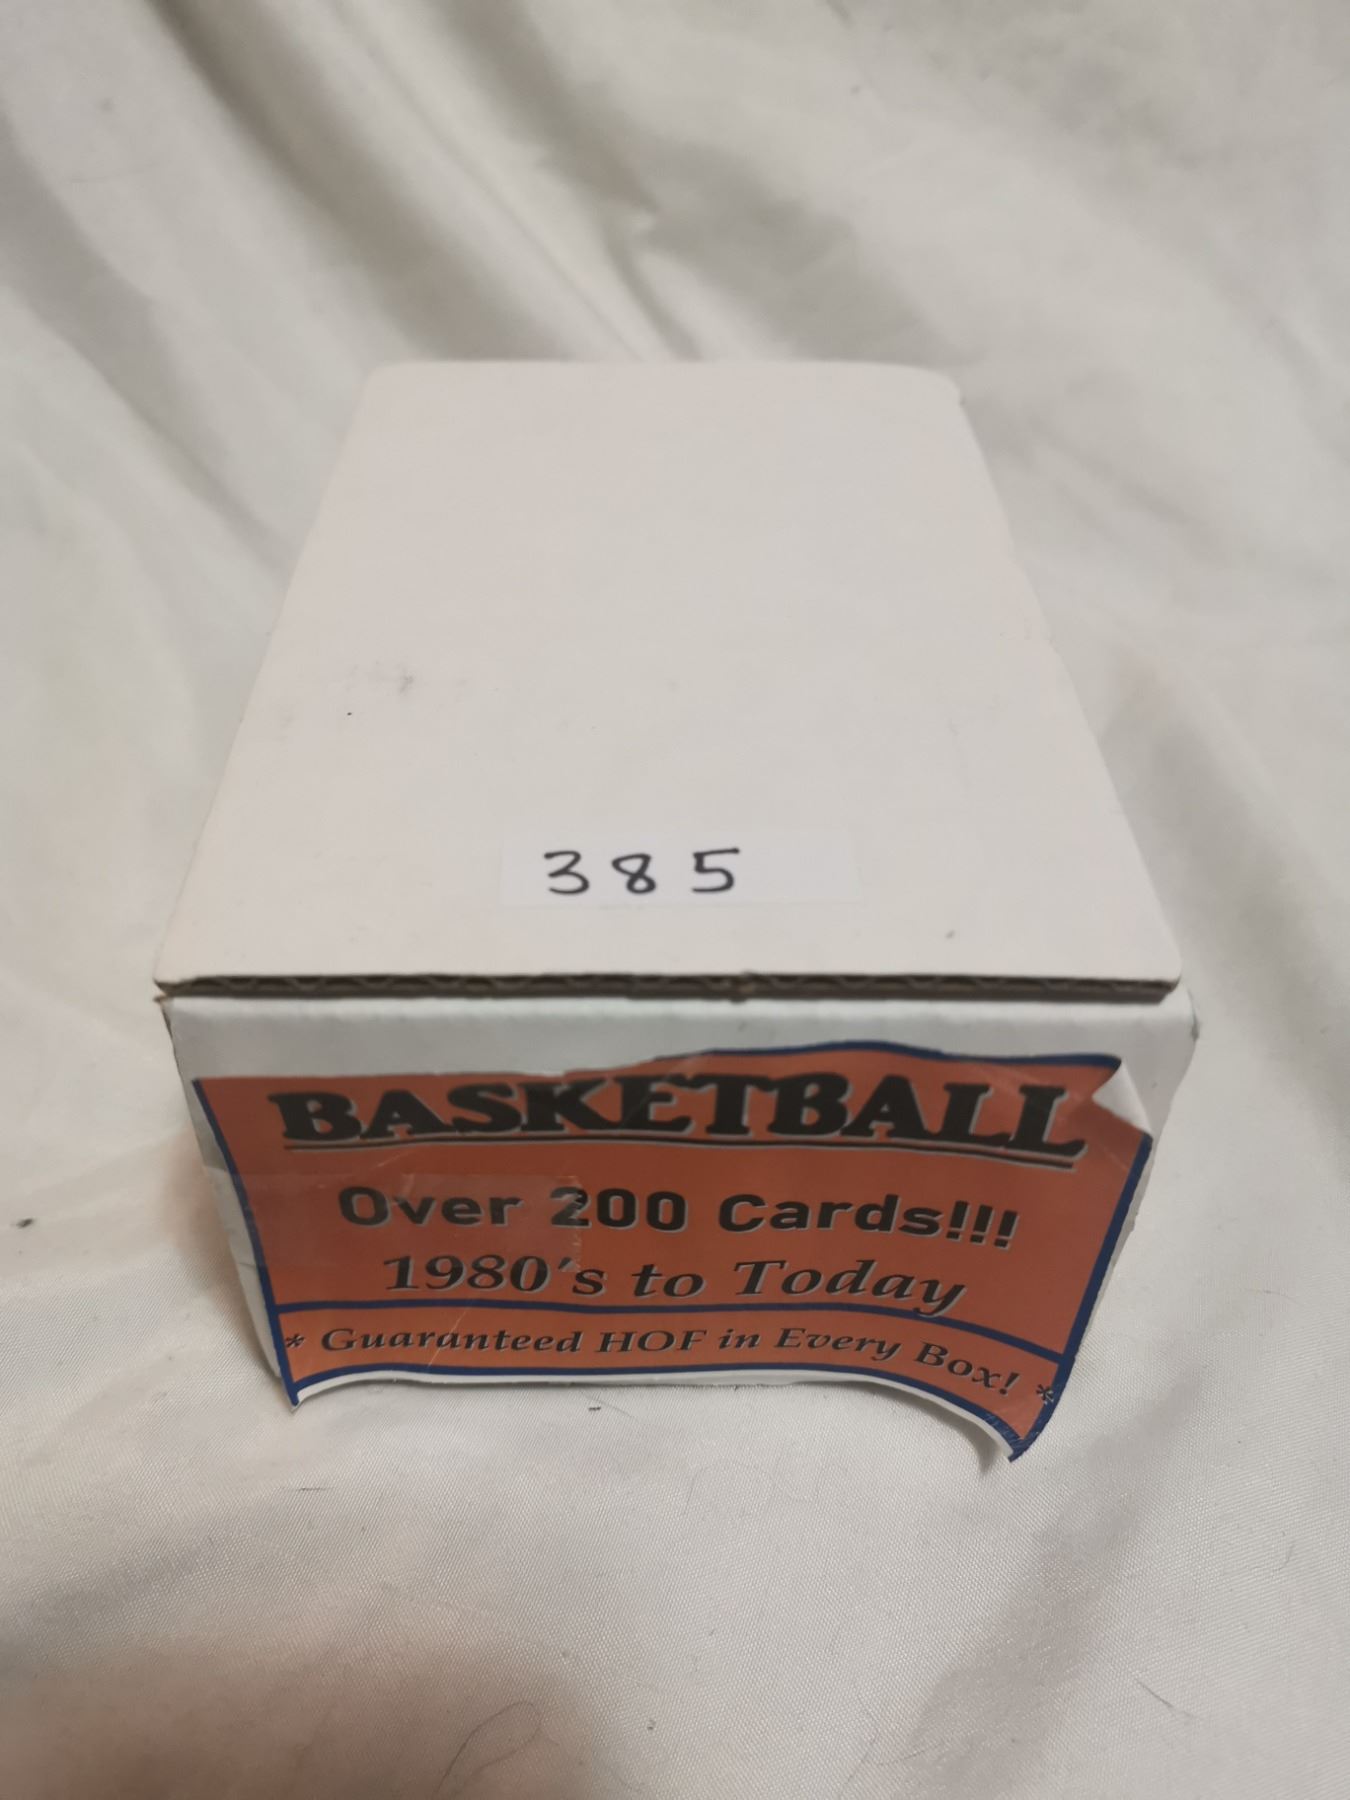 385
BASKETBALL
Over 200 Cards!!!
1980's to Today
* Guaranteed HOF in Every Box! *